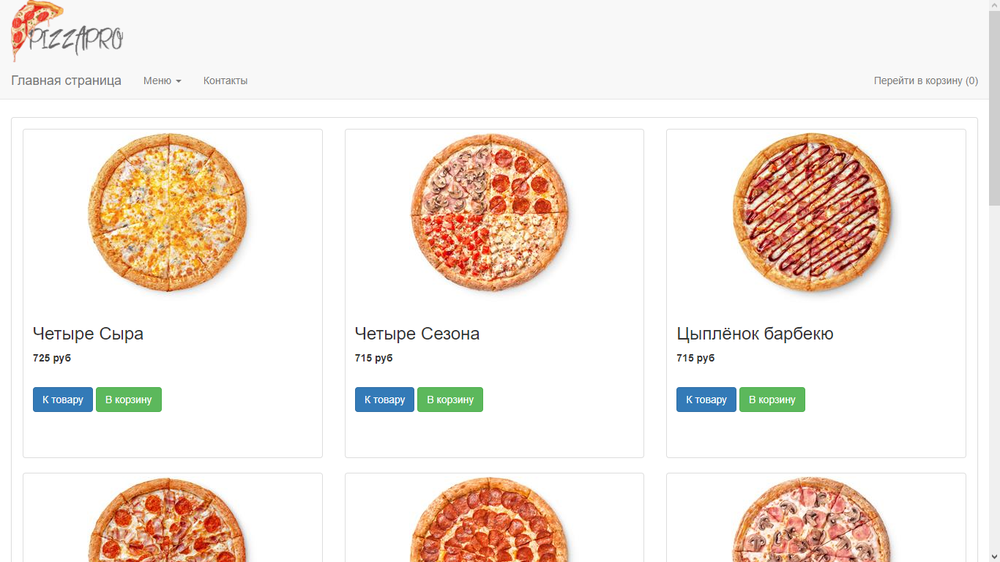 PIZZAPRO
Главная страница Меню Контакты Перейти в корзину (0)
Четыре Сыра
725 руб
К товару В корзину
Четыре Сезона
715 руб
К товару В корзину
Цыплёнок барбекю
715 руб
К товару В корзину